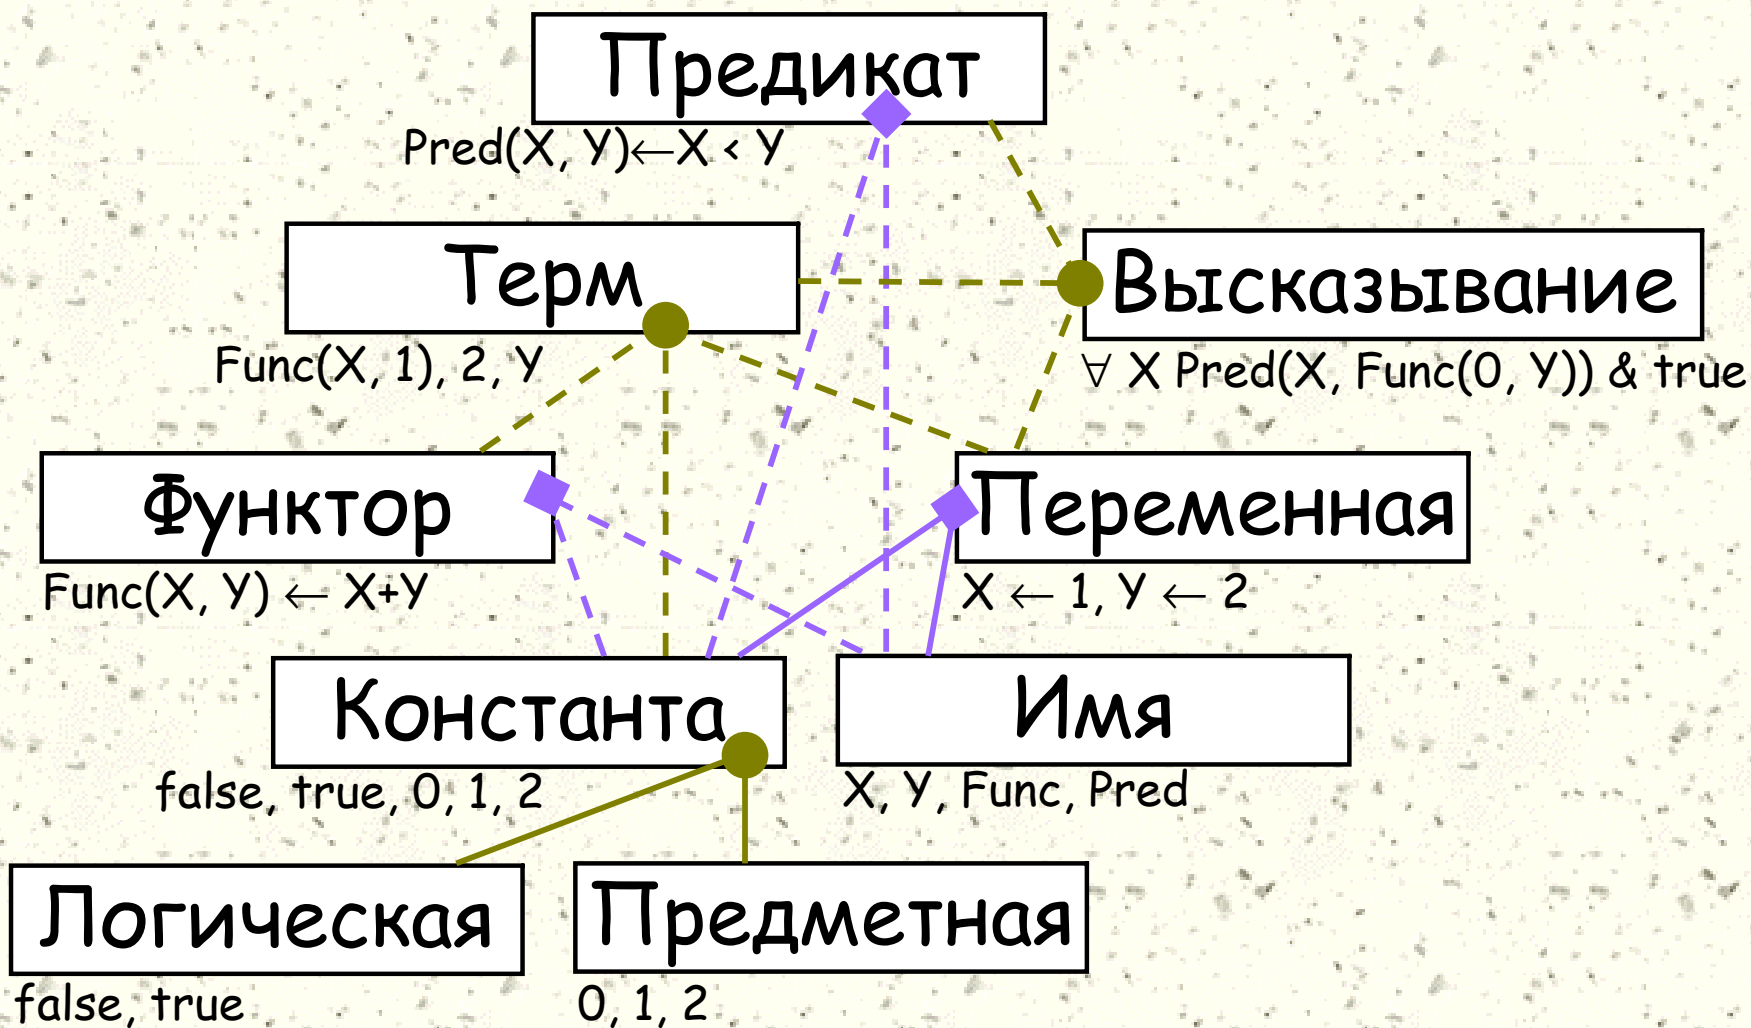 Предикат
Pred(X, Y)←X < Y
Терм
Высказывание
Func(X, 1), 2, Y
∀ X Pred(X, Func(0, Y)) & true
Функтор
Переменная
Func(X, Y) ← X+Y
X ← 1, Y ← 2
Константа
Имя
false, true, 0, 1, 2
X, Y, Func, Pred
Логическая
Предметная
false, true
0, 1, 2